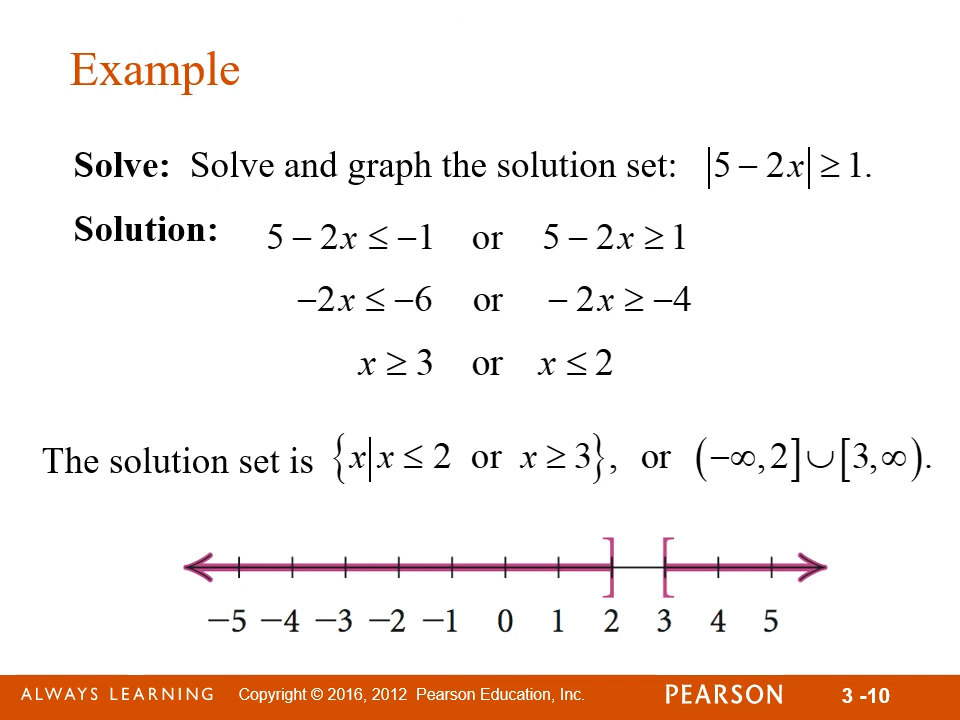 Example
Solve: Solve and graph the solution set: |5 − 2x| ≥ 1.
Solution: 5 − 2x ≤ −1 or 5 − 2x ≥ 1
−2x ≤ −6 or − 2x ≥ −4
x ≥ 3 or x ≤ 2
The solution set is {x|x ≤ 2 or x ≥ 3}, or (−∞,2]∪[3,∞).
−5 −4 −3 −2 −1 0 1 2 3 4 5
ALWAYS LEARNING Copyright © 2016, 2012 Pearson Education, Inc. PEARSON 3 -10